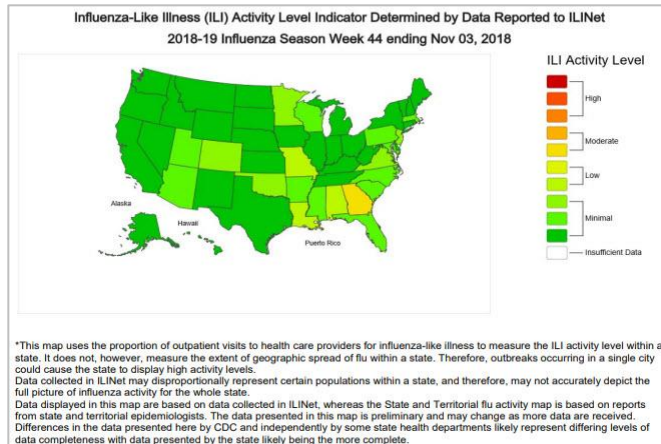 Influenza-Like Illness (ILI) Activity Level Indicator Determined by Data Reported to ILINet
2018-19 Influenza Season Week 44 ending Nov 03, 2018
ILI Activity Level
High
Moderate
Low
Minimal
Insufficient Data
Alaska
Hawaii
Puerto Rico
*This map uses the proportion of outpatient visits to health care providers for influenza-like illness to measure the ILI activity level within a
state. It does not, however, measure the extent of geographic spread of flu within a state. Therefore, outbreaks occurring in a single city
could cause the state to display high activity levels.
Data collected in ILINet may disproportionally represent certain populations within a state, and therefore, may not accurately depict the
full picture of influenza activity for the whole state.
Data displayed in this map are based on data collected in ILINet, whereas the State and Territorial flu activity map is based on reports
from state and territorial epidemiologists. The data presented in this map is preliminary and may change as more data are received.
Differences in the data presented here by CDC and independently by some state health departments likely represent differing levels of
data completeness with data presented by the state likely being the more complete.